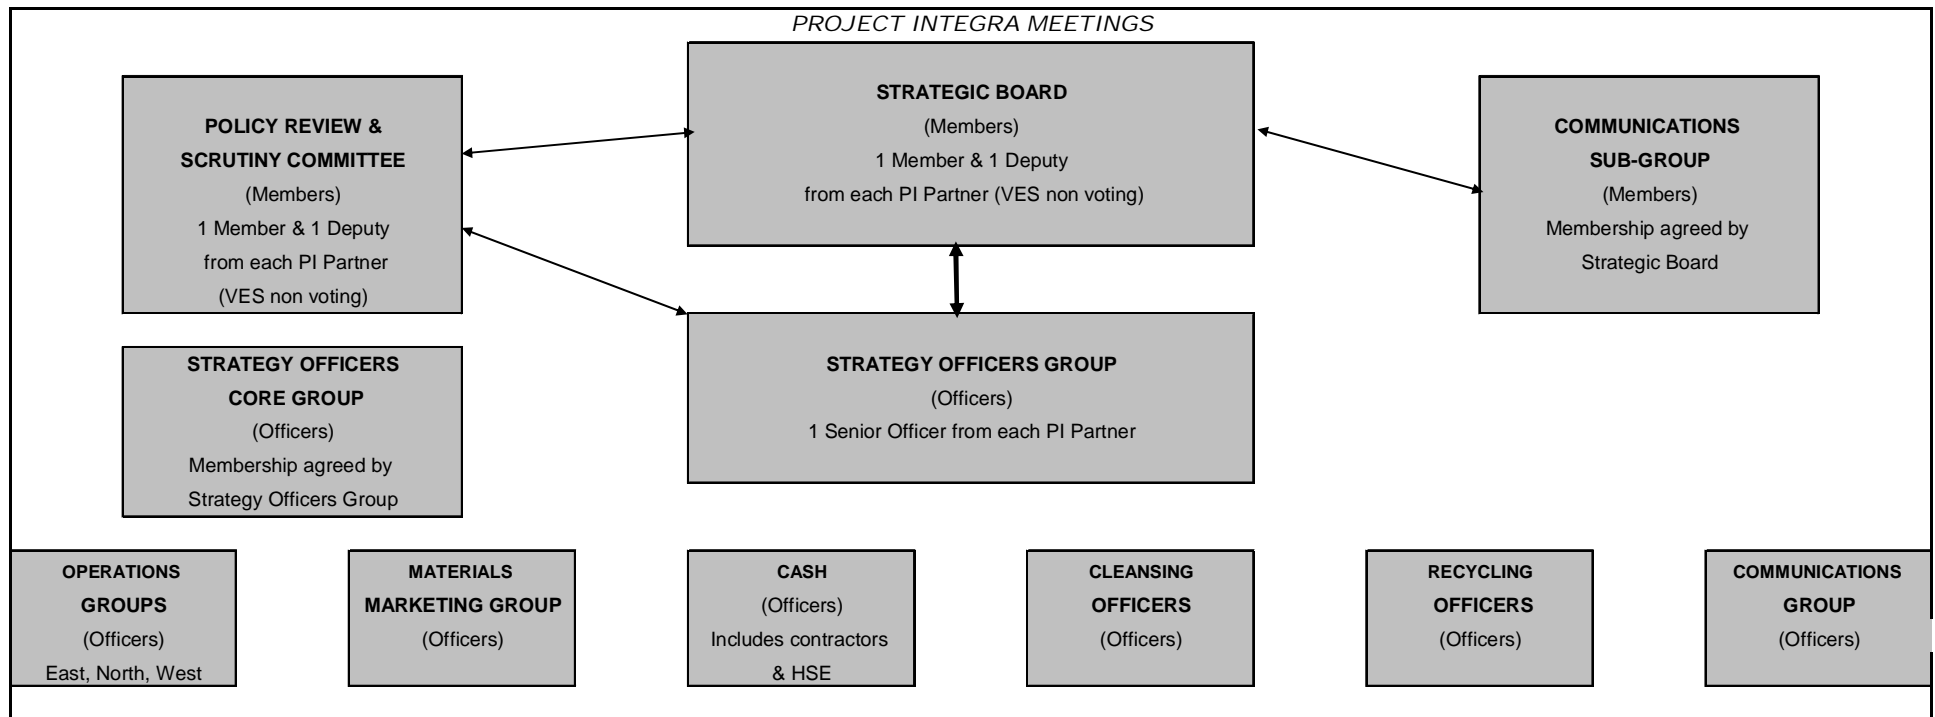 PROJECT INTEGRA MEETINGS
POLICY REVIEW &
SCRUTINY COMMITTEE
(Members)
1 Member & 1 Deputy
from each PI Partner
(VES non voting)
STRATEGIC BOARD
(Members)
1 Member & 1 Deputy
from each PI Partner (VES non voting)
COMMUNICATIONS
SUB-GROUP
(Members)
Membership agreed by
Strategic Board
STRATEGY OFFICERS
CORE GROUP
(Officers)
Membership agreed by
Strategy Officers Group
STRATEGY OFFICERS GROUP
(Officers)
1 Senior Officer from each PI Partner
OPERATIONS
GROUPS
(Officers)
East, North, West
MATERIALS
MARKETING GROUP
(Officers)
CASH
(Officers)
Includes contractors
& HSE
CLEANSING
OFFICERS
(Officers)
RECYCLING
OFFICERS
(Officers)
COMMUNICATIONS
GROUP
(Officers)